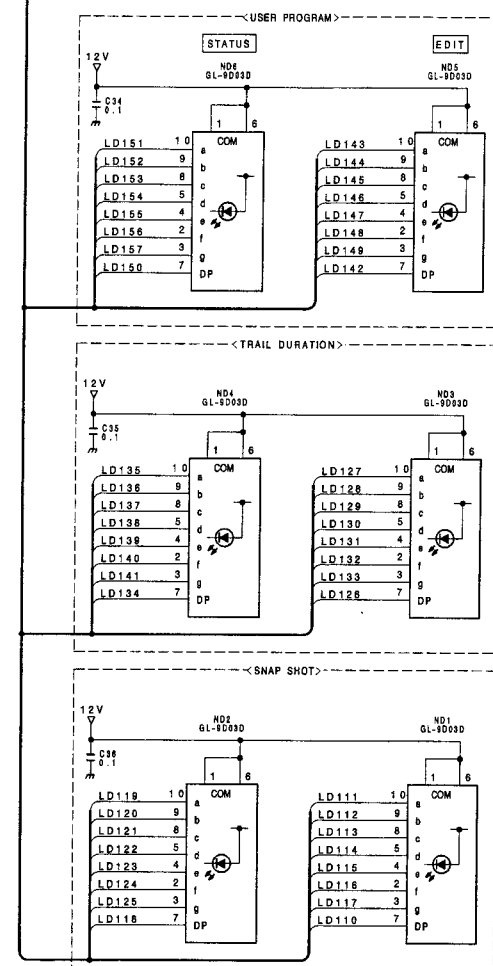 <USER PROGRAM>
STATUS EDIT
12V
ND6 ND5
GL-9D03D GL-9D03D
C34
0.1
1 6 1 6
COM COM
LD151 10 a LD143 10 a
LD152 9 b LD144 9 b
LD153 8 c LD145 8 c
LD154 5 d LD146 5 d
LD155 4 e LD147 4 e
LD156 2 f LD148 2 f
LD157 3 g LD149 3 g
LD150 7 DP LD142 7 DP
<TRAIL DURATION>
12V
ND4 ND3
GL-9D03D GL-9D03D
C35
0.1
1 6 1 6
COM COM
LD135 10 a LD127 10 a
LD136 9 b LD128 9 b
LD137 8 c LD129 8 c
LD138 5 d LD130 5 d
LD139 4 e LD131 4 e
LD140 2 f LD132 2 f
LD141 3 g LD133 3 g
LD134 7 DP LD126 7 DP
<SNAP SHOT>
12V
ND2 ND1
GL-9D03D GL-9D03D
C36
0.1
1 6 1 6
COM COM
LD119 10 a LD111 10 a
LD120 9 b LD112 9 b
LD121 8 c LD113 8 c
LD122 5 d LD114 5 d
LD123 4 e LD115 4 e
LD124 2 f LD116 2 f
LD125 3 g LD117 3 g
LD118 7 DP LD110 7 DP